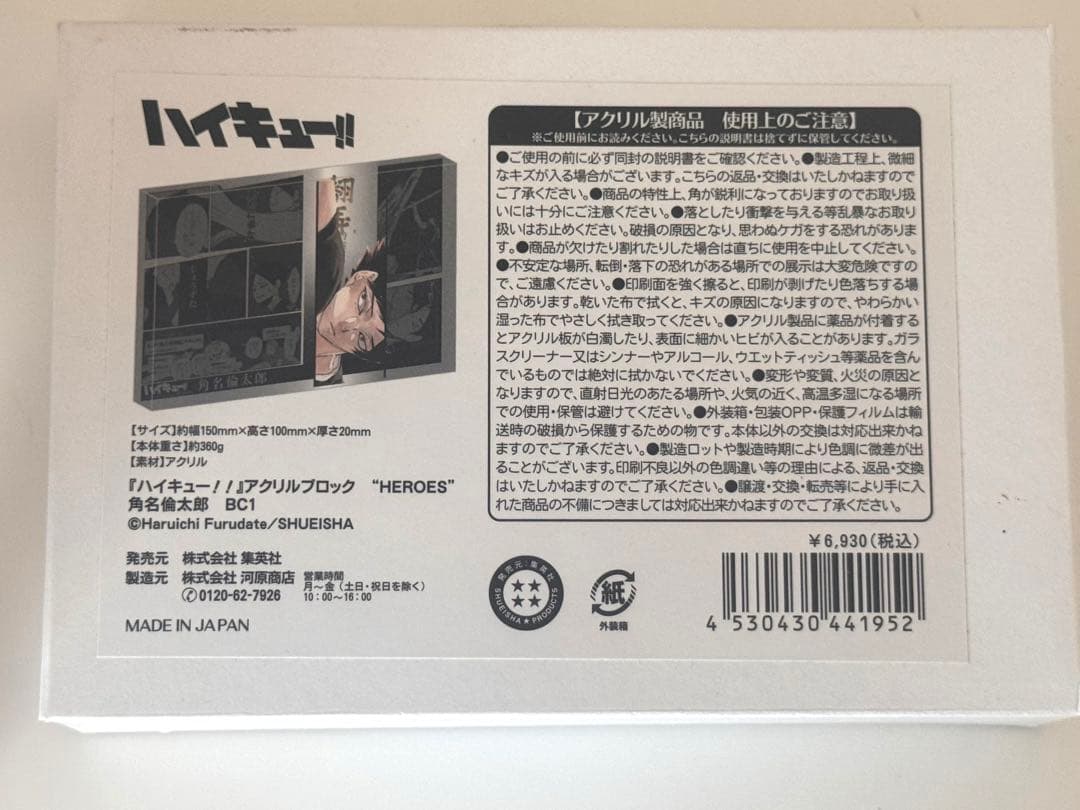 ハイキュー!!
ハイキュー!! 角名倫太郎
【サイズ】約幅150mm×高さ100mm×厚さ20mm
【本体重さ】約360g
【素材】アクリル
『ハイキュー！！』アクリルブロック “HEROES”
角名倫太郎 BC1
©Haruichi Furudate/SHUEISHA
発売元 株式会社 集英社
製造元 株式会社 河原商店 営業時間
月～金（土日・祝日を除く）
✆0120-62-7926 10：00～16：00
MADE IN JAPAN
【アクリル製商品 使用上のご注意】
※ご使用前にお読みください。こちらの説明書は捨てずに保管してください。
●ご使用の前に必ず同封の説明書をご確認ください。●製造工程上、微細
なキズが入る場合がございます。こちらの返品・交換はいたしかねますので
ご了承ください。●商品の特性上、角が鋭利になっておりますのでお取り扱
いには十分にご注意ください。●落としたり衝撃を与える等乱暴なお取り
扱いはお止めください。破損の原因となり、思わぬケガをする恐れがありま
す。●商品が欠けたり割れたりした場合は直ちに使用を中止してください。
●不安定な場所、転倒・落下の恐れがある場所での展示は大変危険ですの
で、ご遠慮ください。●印刷面を強く擦ると、印刷が剥げたり色落ちする場
合があります。乾いた布で拭くと、キズの原因になりますので、やわらかい
湿った布でやさしく拭き取ってください。●アクリル製品に薬品が付着する
とアクリル板が白濁したり、表面に細かいヒビが入ることがあります。ガラ
スクリーナー又はシンナーやアルコール、ウエットティッシュ等薬品を含ん
でいるものでは絶対に拭かないでください。●変形や変質、火災の原因と
なりますので、直射日光のあたる場所や、火気の近く、高温多湿になる場所
での使用・保管は避けてください。●外装箱・包装OPP・保護フィルムは輸
送時の破損から保護するための物です。本体以外の交換は対応出来かね
ますのでご了承ください。●製造ロットや製造時期により色調に微差が出
ることがございます。印刷不良以外の色調違い等の理由による、返品・交換
はいたしかねますのでご了承ください。●譲渡・交換・転売等により手に入
れた商品の不備につきましては対応出来かねますのでご了承ください。
￥6,930（税込）
発売元：集英社
SHUEISHA★PRODUCTS
紙
外装箱
4 530430 441952